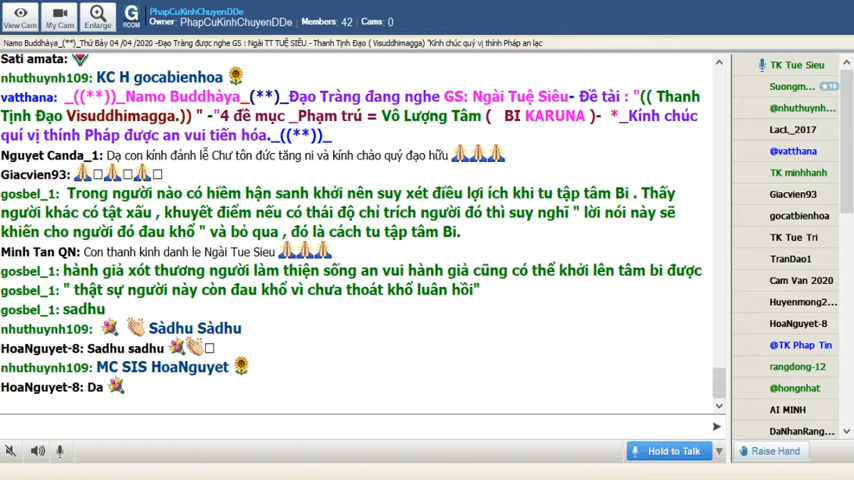 PhapCuKinhChuyenDDe
Owner: PhapCuKinhChuyenDDe Members: 42 Cams: 0
View Cam
My Cam
Enlarge
G
ROOM
Namo Buddhàya_(**)_Thứ Bảy 04 /04 /2020 -Đạo Tràng được nghe GS : Ngài TT TUỆ SIÊU - Thanh Tịnh Đạo ( Visuddhimagga) "Kính chúc quý vị thính Pháp an lạc
Sati amata:
nhuthuynh109: KC H gocabienhoa
vatthana: _((**))_Namo Buddhàya_(**)_Đạo Tràng đang nghe GS: Ngài Tuệ Siêu- Đề tài : "(( Thanh
Tịnh Đạo Visuddhimagga.)) " -"4 đề mục _Phạm trú = Vô Lượng Tâm ( BI KARUNA )- *_Kính chúc
quí vị thính Pháp được an vui tiến hóa._((**))_
Nguyet Canda_1: Dạ con kính đảnh lễ Chư tôn đức tăng ni và kính chào quý đạo hữu
Giacvien93:
gosbel_1: Trong người nào có hiềm hận sanh khởi nên suy xét điều lợi ích khi tu tập tâm Bi . Thấy
người khác có tật xấu , khuyết điểm nếu có thái độ chỉ trích người đó thì suy nghĩ " lời nói này sẽ
khiến cho người đó đau khổ " và bỏ qua , đó là cách tu tập tâm Bi.
Minh Tan QN: Con thanh kinh danh le Ngài Tue Sieu
gosbel_1: hành giả xót thương người làm thiện sống an vui hành giả cũng có thể khởi lên tâm bi được
gosbel_1: " thật sự người này còn đau khổ vì chưa thoát khổ luân hồi"
gosbel_1: sadhu
nhuthuynh109: Sàdhu Sàdhu
HoaNguyet-8: Sadhu sadhu
nhuthuynh109: MC SIS HoaNguyet
HoaNguyet-8: Da
Hold to Talk
TK Tue Sieu
Suongm...
@nhuthuynh...
LacL_2017
@vatthana
TK minhhanh
Giacvien93
gocatbienhoa
TK Tue Tri
TranDao1
Cam Van 2020
Huyenmong2...
HoaNguyet-8
@TK Phap Tin
rangdong-12
@hongnhat
AI MINH
DaNhanRang...
Raise Hand